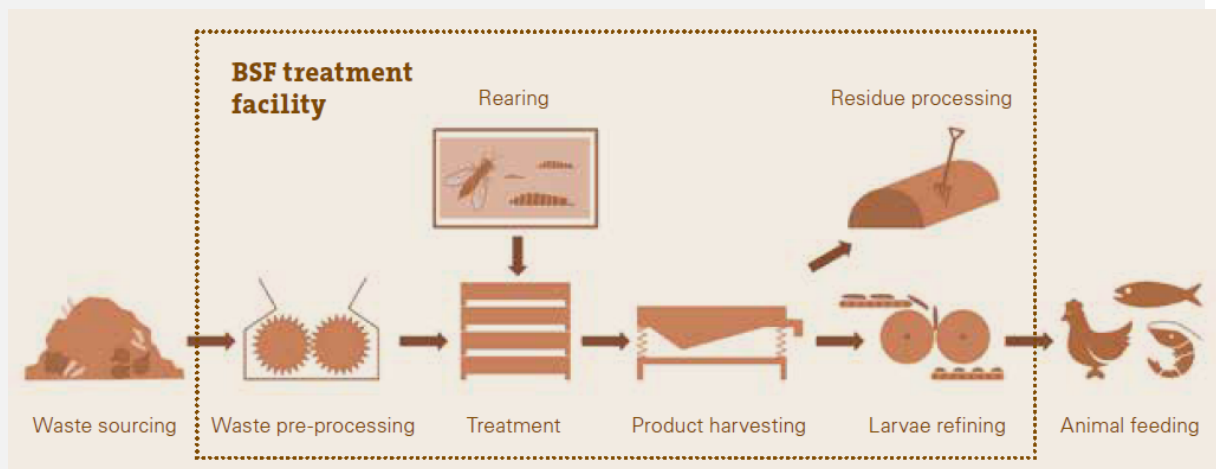 BSF treatment
facility
Rearing
Residue processing
Waste sourcing
Waste pre-processing
Treatment
Product harvesting
Larvae refining
Animal feeding